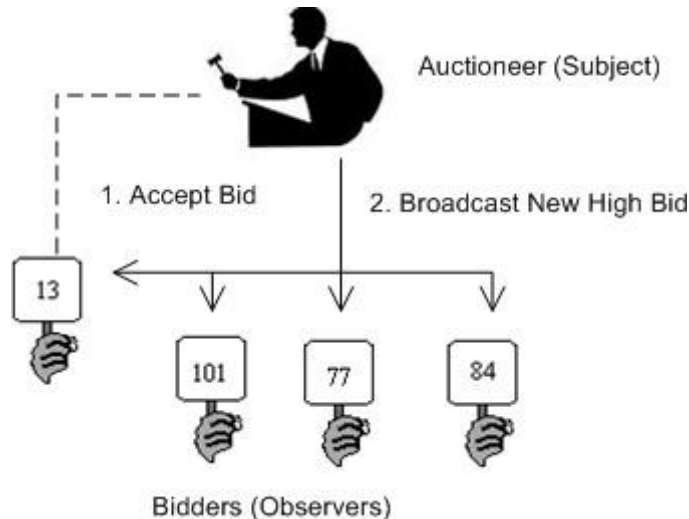 Auctioneer (Subject)
1. Accept Bid
2. Broadcast New High Bid
13
101
77
84
Bidders (Observers)